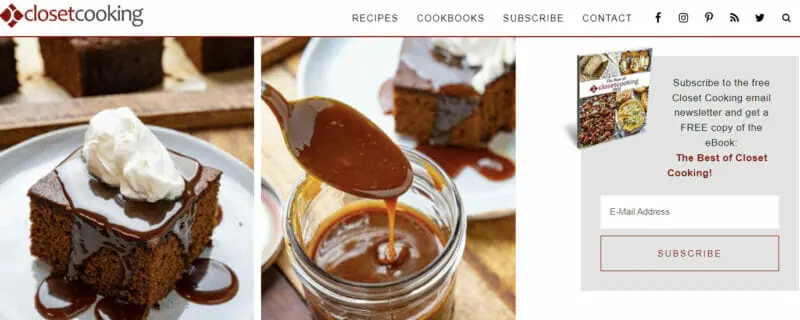 closetcooking
RECIPES COOKBOOKS SUBSCRIBE CONTACT
The Best of
closetcooking
Subscribe to the free
Closet Cooking email
newsletter and get a
FREE copy of the
eBook:
The Best of Closet
Cooking!
E-Mail Address
SUBSCRIBE